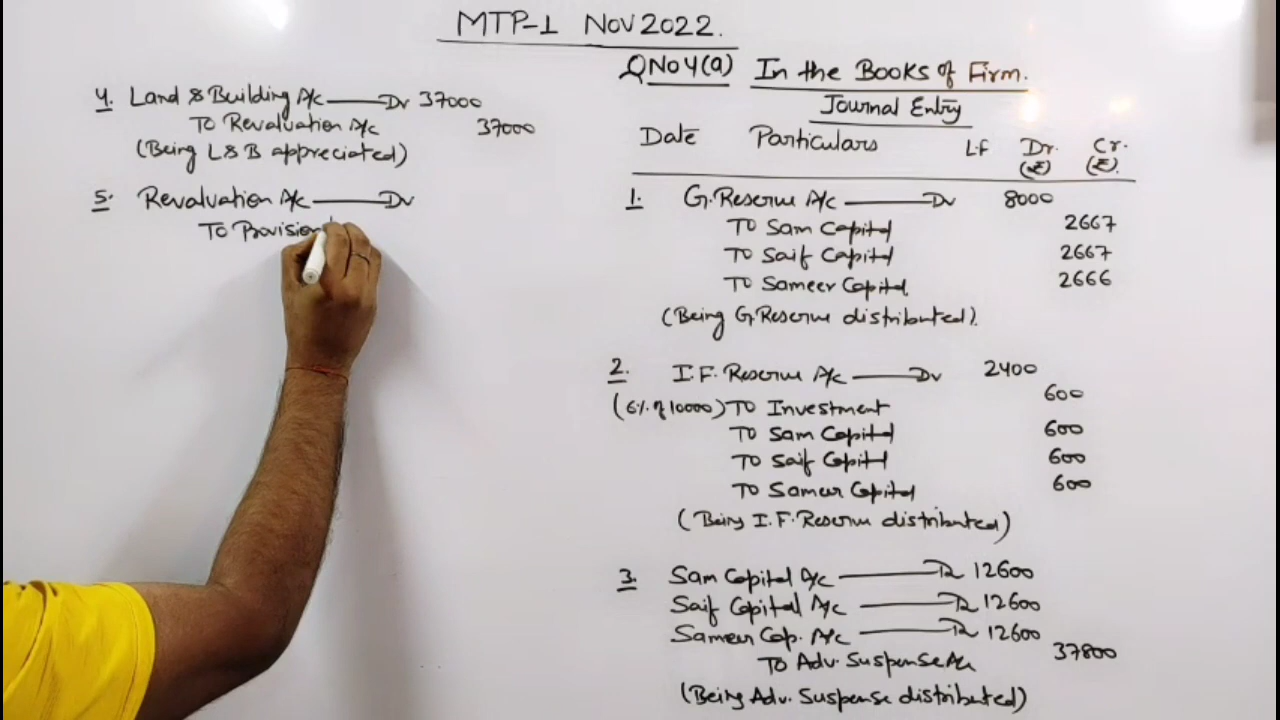 MTP-1 NOV 2022.
QNo 4(a) In the Books of Firm.
Journal Entry
Date Particulars L.f Dr. (₹) Cr. (₹)
1. G.Reserve A/c Dr 8000
To Sam Capital 2667
To Saif Capital 2667
To Sameer Capital 2666
(Being G.Reserve distributed).
2. I.F. Reserve A/c Dr 2400
(6% of 10000) To Investment 600
To Sam Capital 600
To Saif Capital 600
To Sameer Capital 600
(Being I.F. Reserve distributed)
3. Sam Capital A/c Dr 12600
Saif Capital A/c Dr 12600
Sameer Cap. A/c Dr 12600
To Adv. Suspense A/c 37800
(Being Adv. Suspense distributed)
4. Land & Building A/c Dr 37000
To Revaluation A/c 37000
(Being L & B appreciated)
5. Revaluation A/c Dr
To Provision